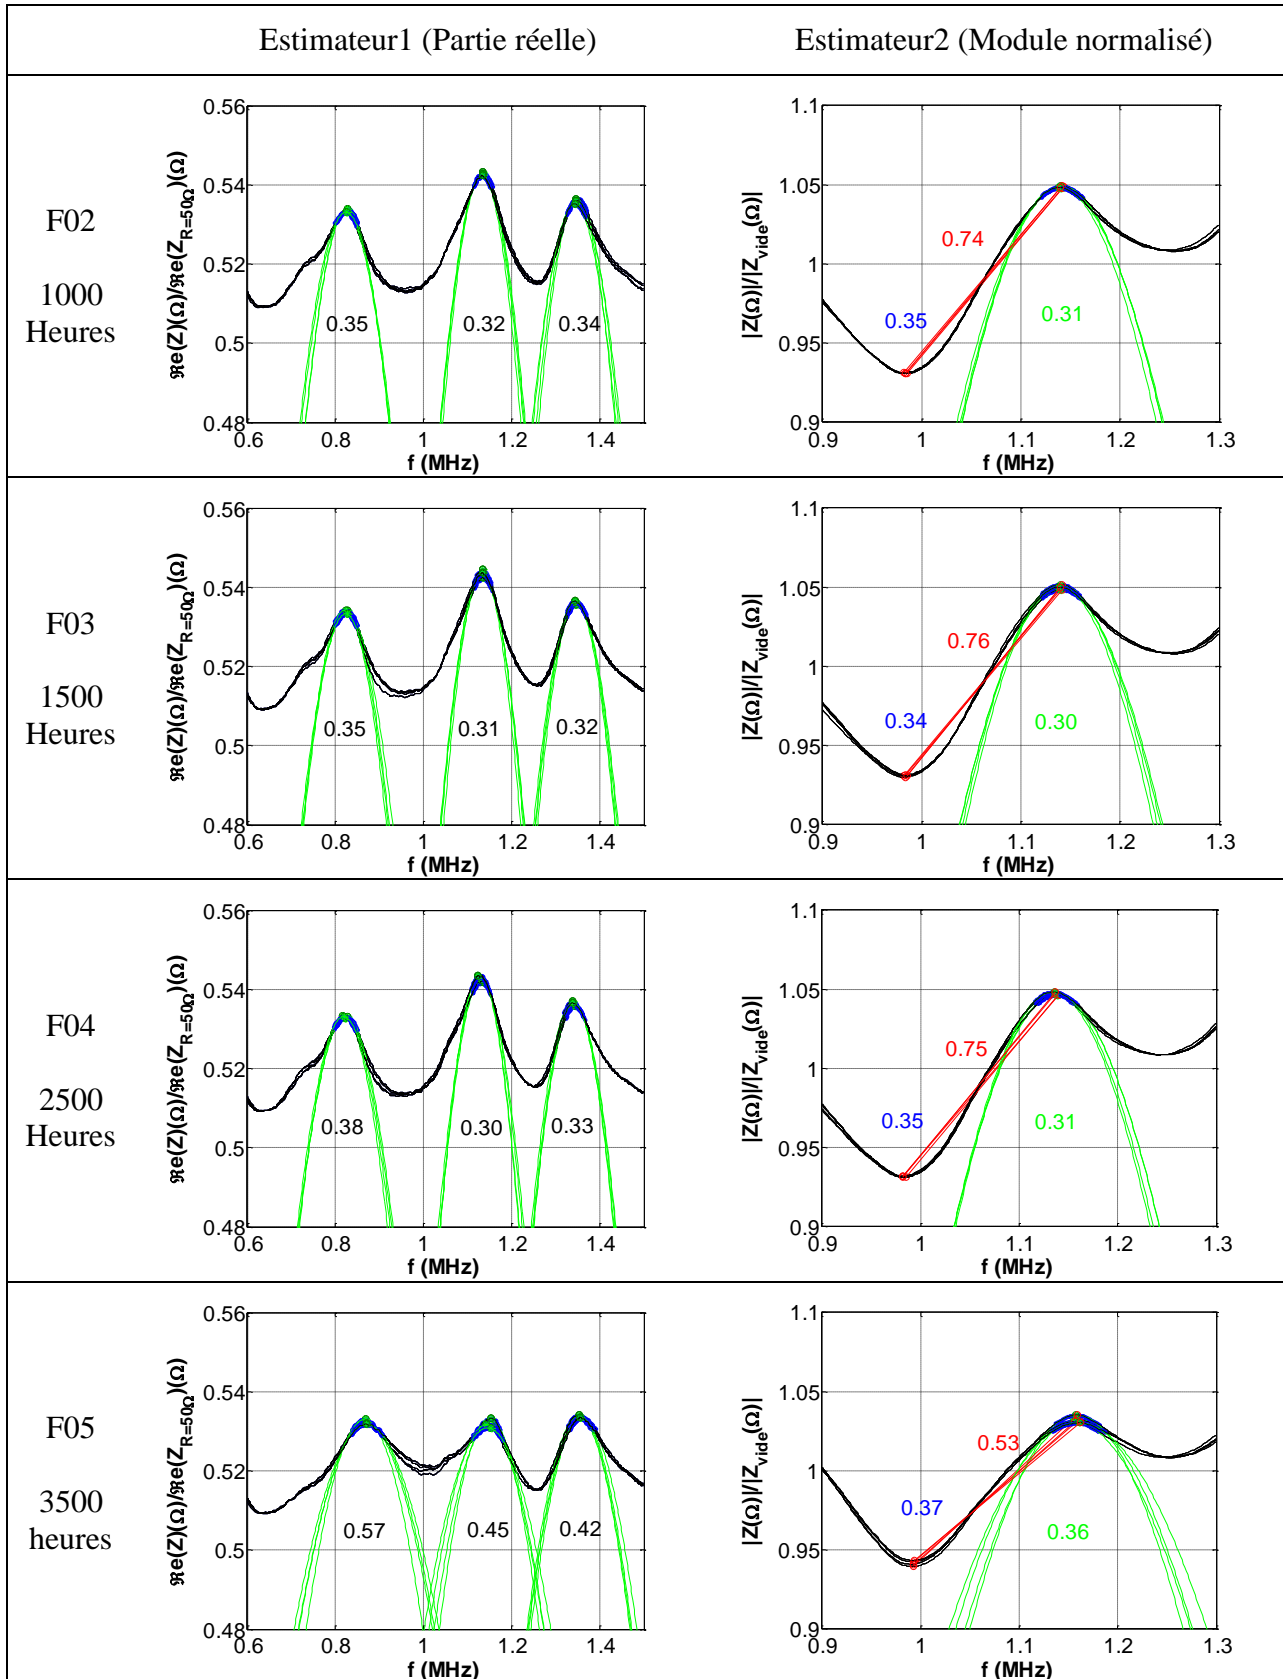 Estimateur1 (Partie réelle) Estimateur2 (Module normalisé)
F02
1000
Heures
ℜe(Z)(Ω)/ℜe(Z_R=50Ω)(Ω)
0.56
0.54
0.52
0.5
0.48
0.35 0.32 0.34
0.6 0.8 1 1.2 1.4
f (MHz)
|Z(Ω)|/|Z_vide(Ω)|
1.1
1.05
1
0.95
0.9
0.74
0.35 0.31
0.9 1 1.1 1.2 1.3
f (MHz)
F03
1500
Heures
ℜe(Z)(Ω)/ℜe(Z_R=50Ω)(Ω)
0.56
0.54
0.52
0.5
0.48
0.35 0.31 0.32
0.6 0.8 1 1.2 1.4
f (MHz)
|Z(Ω)|/|Z_vide(Ω)|
1.1
1.05
1
0.95
0.9
0.76
0.34 0.30
0.9 1 1.1 1.2 1.3
f (MHz)
F04
2500
Heures
ℜe(Z)(Ω)/ℜe(Z_R=50Ω)(Ω)
0.56
0.54
0.52
0.5
0.48
0.38 0.30 0.33
0.6 0.8 1 1.2 1.4
f (MHz)
|Z(Ω)|/|Z_vide(Ω)|
1.1
1.05
1
0.95
0.9
0.75
0.35 0.31
0.9 1 1.1 1.2 1.3
f (MHz)
F05
3500
heures
ℜe(Z)(Ω)/ℜe(Z_R=50Ω)(Ω)
0.56
0.54
0.52
0.5
0.48
0.57 0.45 0.42
0.6 0.8 1 1.2 1.4
f (MHz)
|Z(Ω)|/|Z_vide(Ω)|
1.1
1.05
1
0.95
0.9
0.53
0.37 0.36
0.9 1 1.1 1.2 1.3
f (MHz)